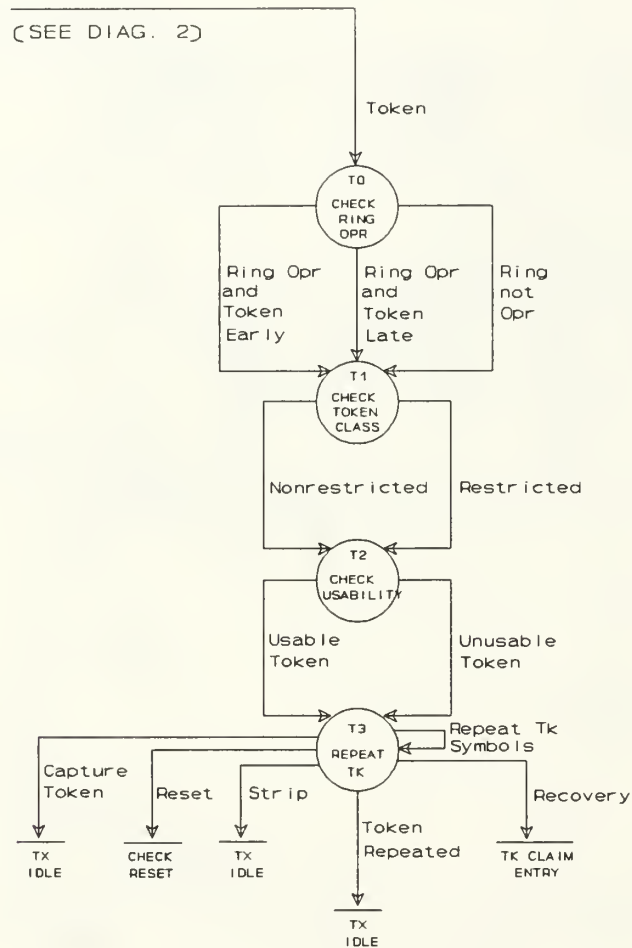 (SEE DIAG. 2)
Token
T0
CHECK
RING
OPR
Ring Opr
and
Token
Early
Ring Opr
and
Token
Late
Ring
not
Opr
T1
CHECK
TOKEN
CLASS
Nonrestricted
Restricted
T2
CHECK
USABILITY
Usable
Token
Unusable
Token
T3
REPEAT
TK
Repeat Tk
Symbols
Capture
Token
Reset
Strip
Token
Repeated
Recovery
TX
IDLE
CHECK
RESET
TX
IDLE
TK CLAIM
ENTRY
TX
IDLE